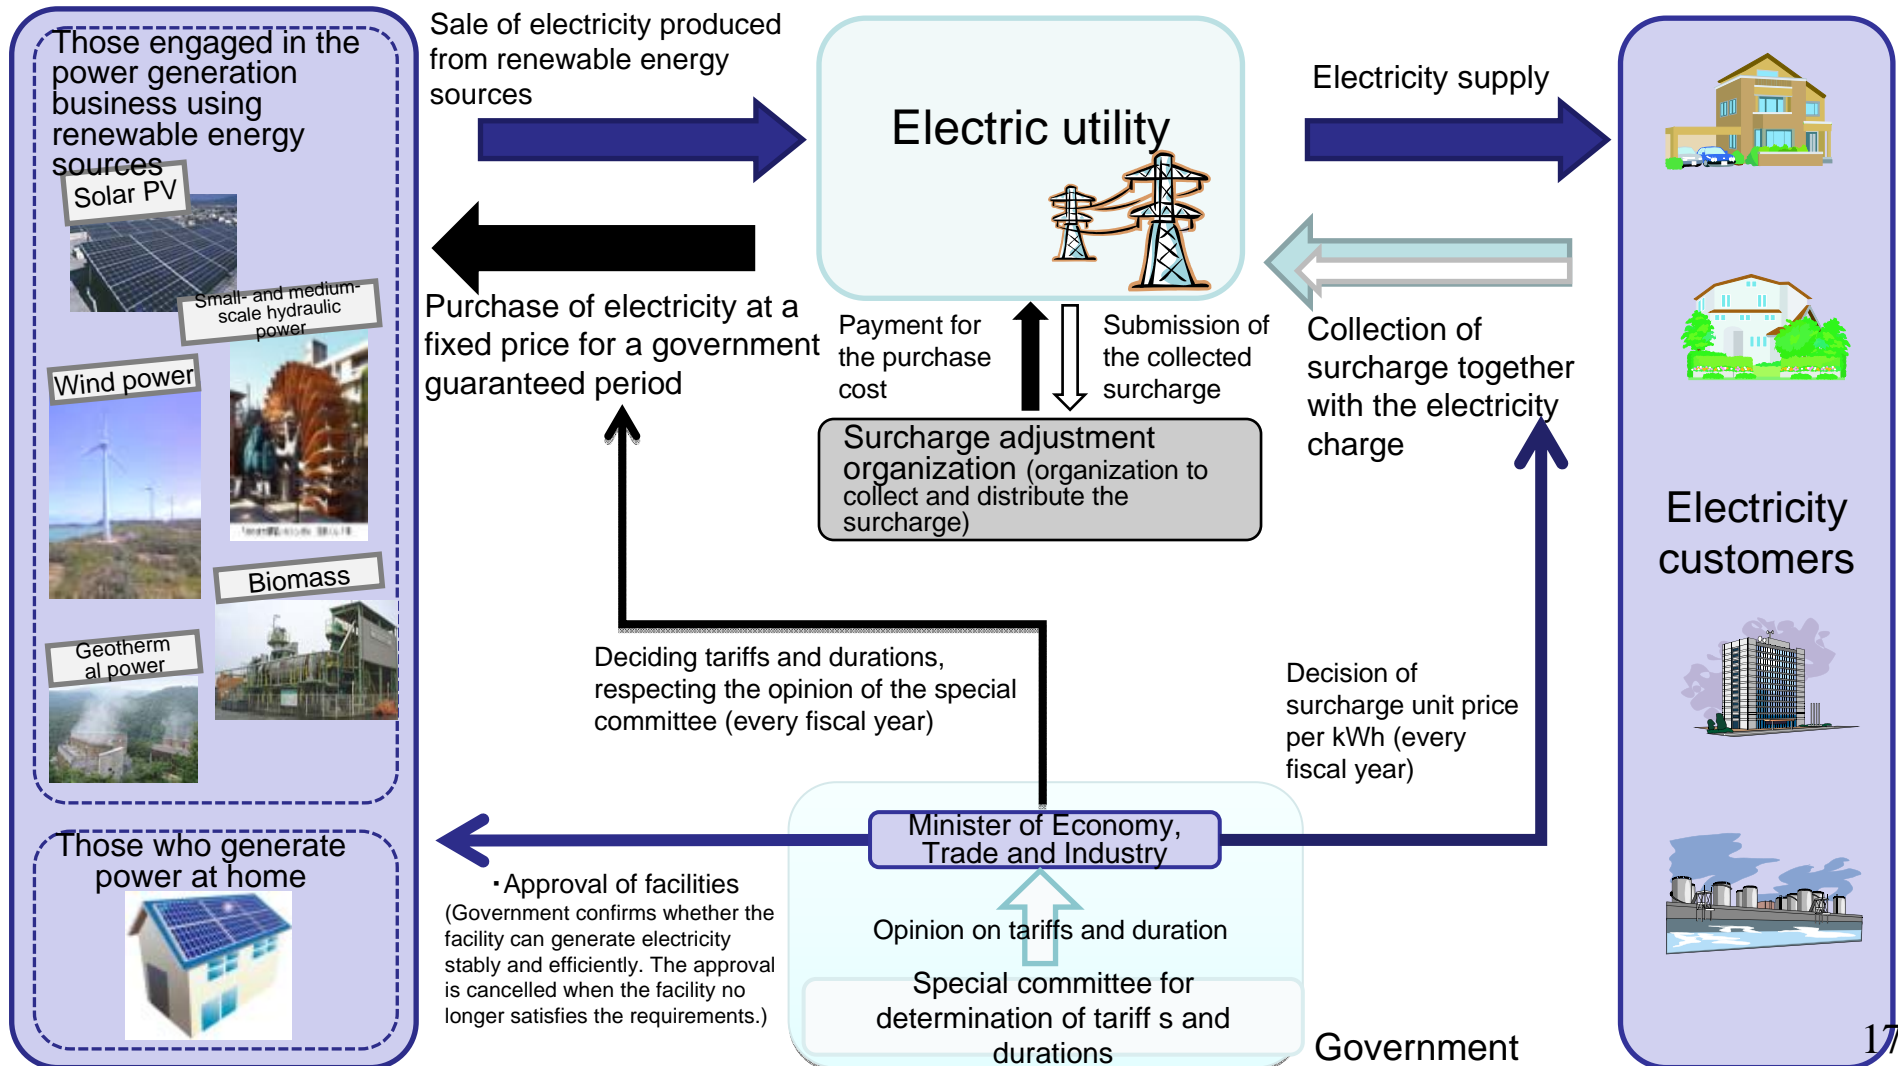 Those engaged in the
power generation
business using
renewable energy
sources
Solar PV
Small- and medium-
scale hydraulic
power
Wind power
Biomass
Geotherm
al power
Those who generate
power at home
Sale of electricity produced
from renewable energy
sources
Purchase of electricity at a
fixed price for a government
guaranteed period
Electric utility
Payment for
the purchase
cost
Submission of
the collected
surcharge
Surcharge adjustment
organization (organization to
collect and distribute the
surcharge)
Electricity supply
Collection of
surcharge together
with the electricity
charge
Electricity
customers
Deciding tariffs and durations,
respecting the opinion of the special
committee (every fiscal year)
Decision of
surcharge unit price
per kWh (every
fiscal year)
Minister of Economy,
Trade and Industry
・Approval of facilities
(Government confirms whether the
facility can generate electricity
stably and efficiently. The approval
is cancelled when the facility no
longer satisfies the requirements.)
Opinion on tariffs and duration
Special committee for
determination of tariff s and
durations
Government
17